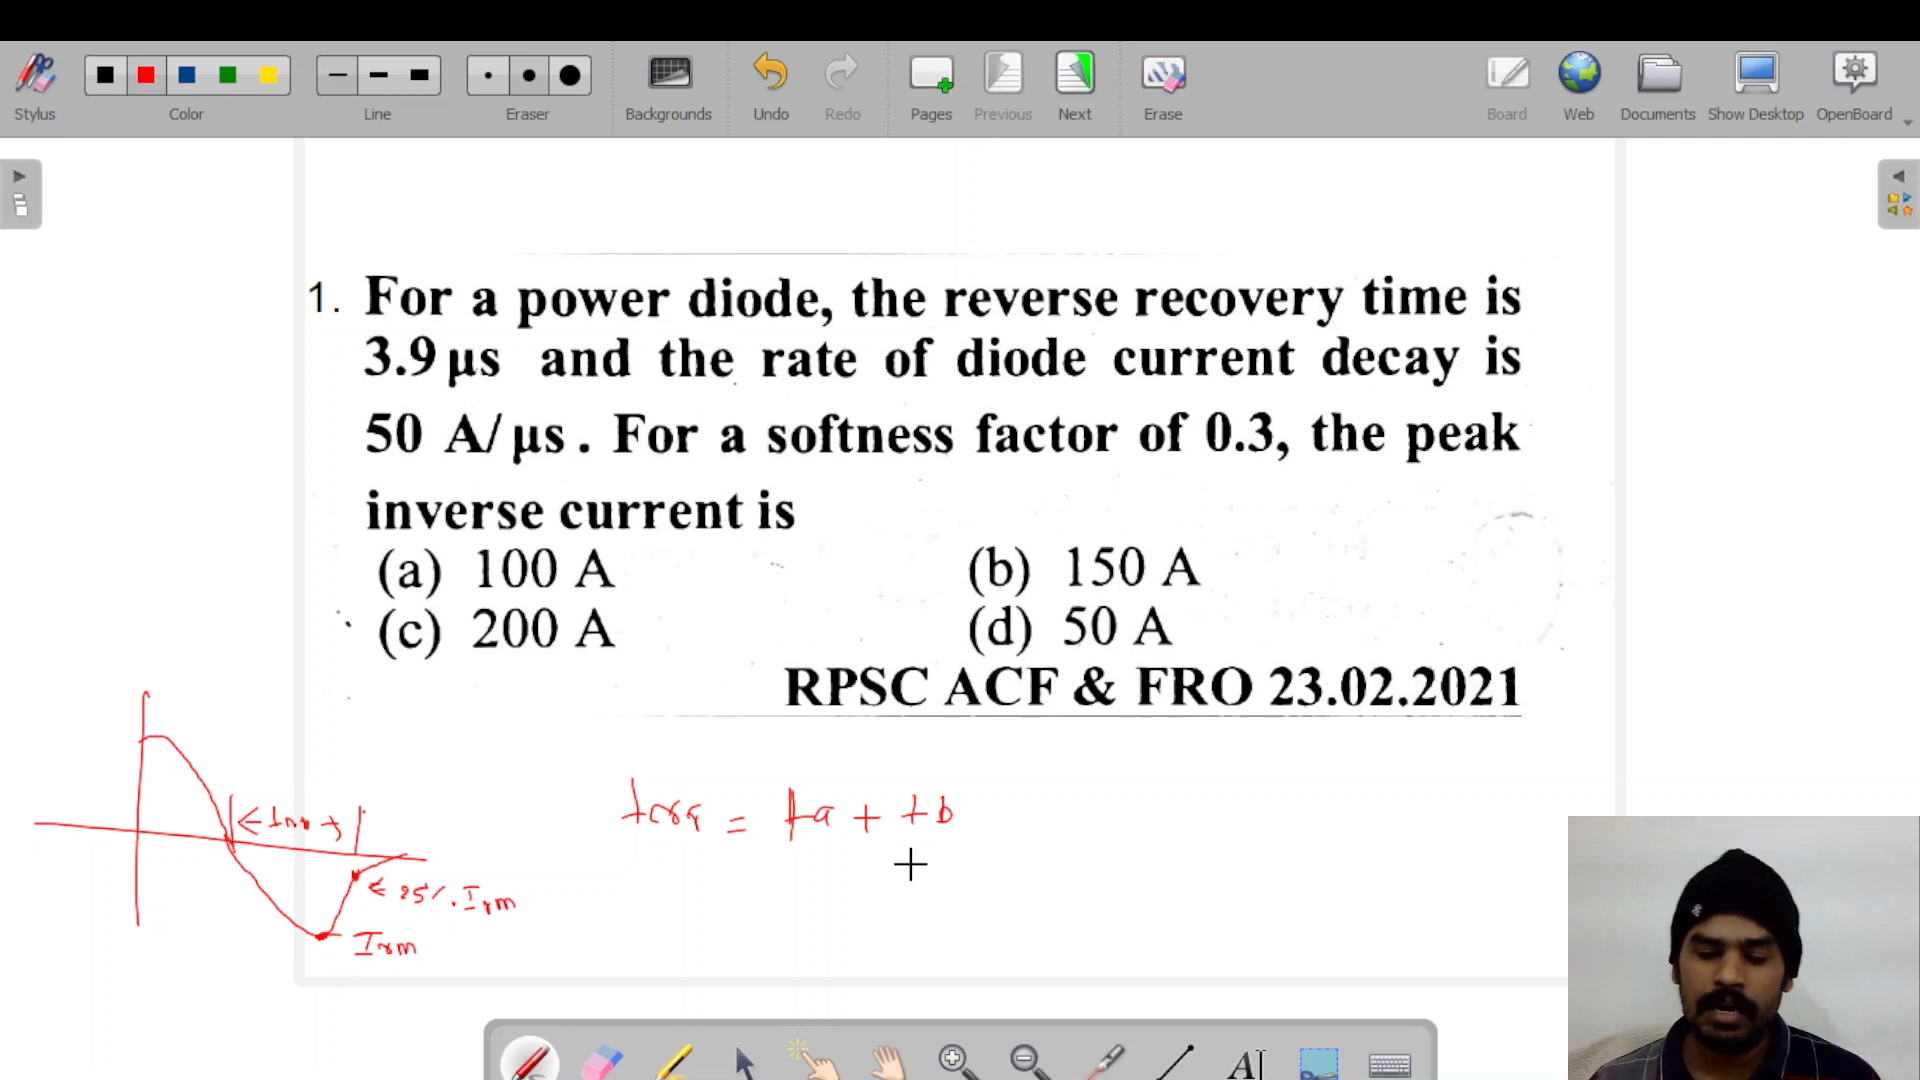 Stylus
Color
Line
Eraser
Backgrounds
Undo
Redo
Pages
Previous
Next
Erase
Board
Web
Documents
Show Desktop
OpenBoard
1. For a power diode, the reverse recovery time is
3.9 μs and the rate of diode current decay is
50 A/μs. For a softness factor of 0.3, the peak
inverse current is
(a) 100 A (b) 150 A
(c) 200 A (d) 50 A
RPSC ACF & FRO 23.02.2021
= ta + tb
← 25%. Irm
Irm
A